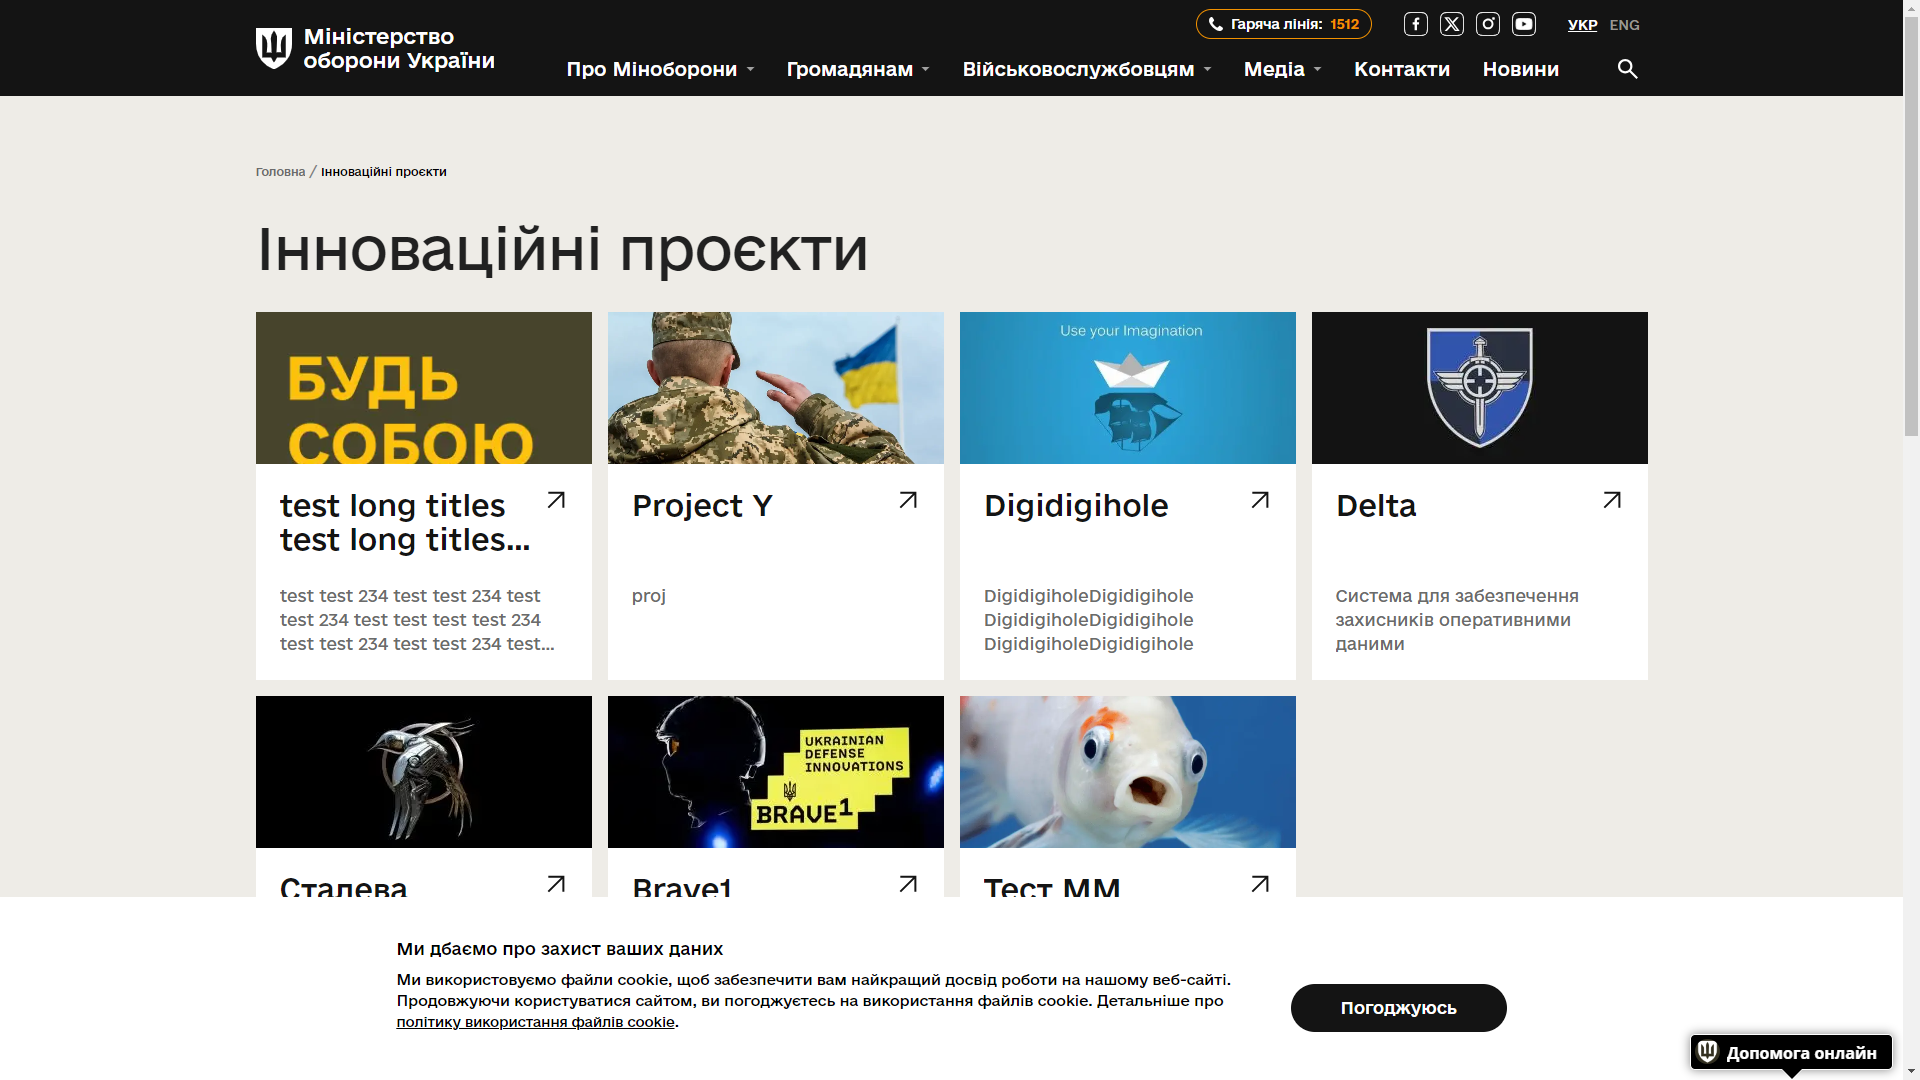 Міністерство
оборони України
Гаряча лінія: 1512
УКР ENG
Про Міноборони
Громадянам
Військовослужбовцям
Медіа
Контакти
Новини
Головна / Інноваційні проєкти
Інноваційні проєкти
БУДЬ
СОБОЮ
Use your Imagination
test long titles
test long titles...
Project Y
Digidigihole
Delta
test test 234 test test 234 test
test 234 test test test test 234
test test 234 test test 234 test...
proj
DigidigiholeDigidigihole
DigidigiholeDigidigihole
DigidigiholeDigidigihole
Система для забезпечення
захисників оперативними
даними
UKRAINIAN
DEFENSE
INNOVATIONS
BRAVE1
Сталева
Brave1
Тест ММ
Ми дбаємо про захист ваших даних
Ми використовуємо файли cookie, щоб забезпечити вам найкращий досвід роботи на нашому веб-сайті.
Продовжуючи користуватися сайтом, ви погоджуєтесь на використання файлів cookie. Детальніше про
політику використання файлів cookie.
Погоджуюсь
Допомога онлайн